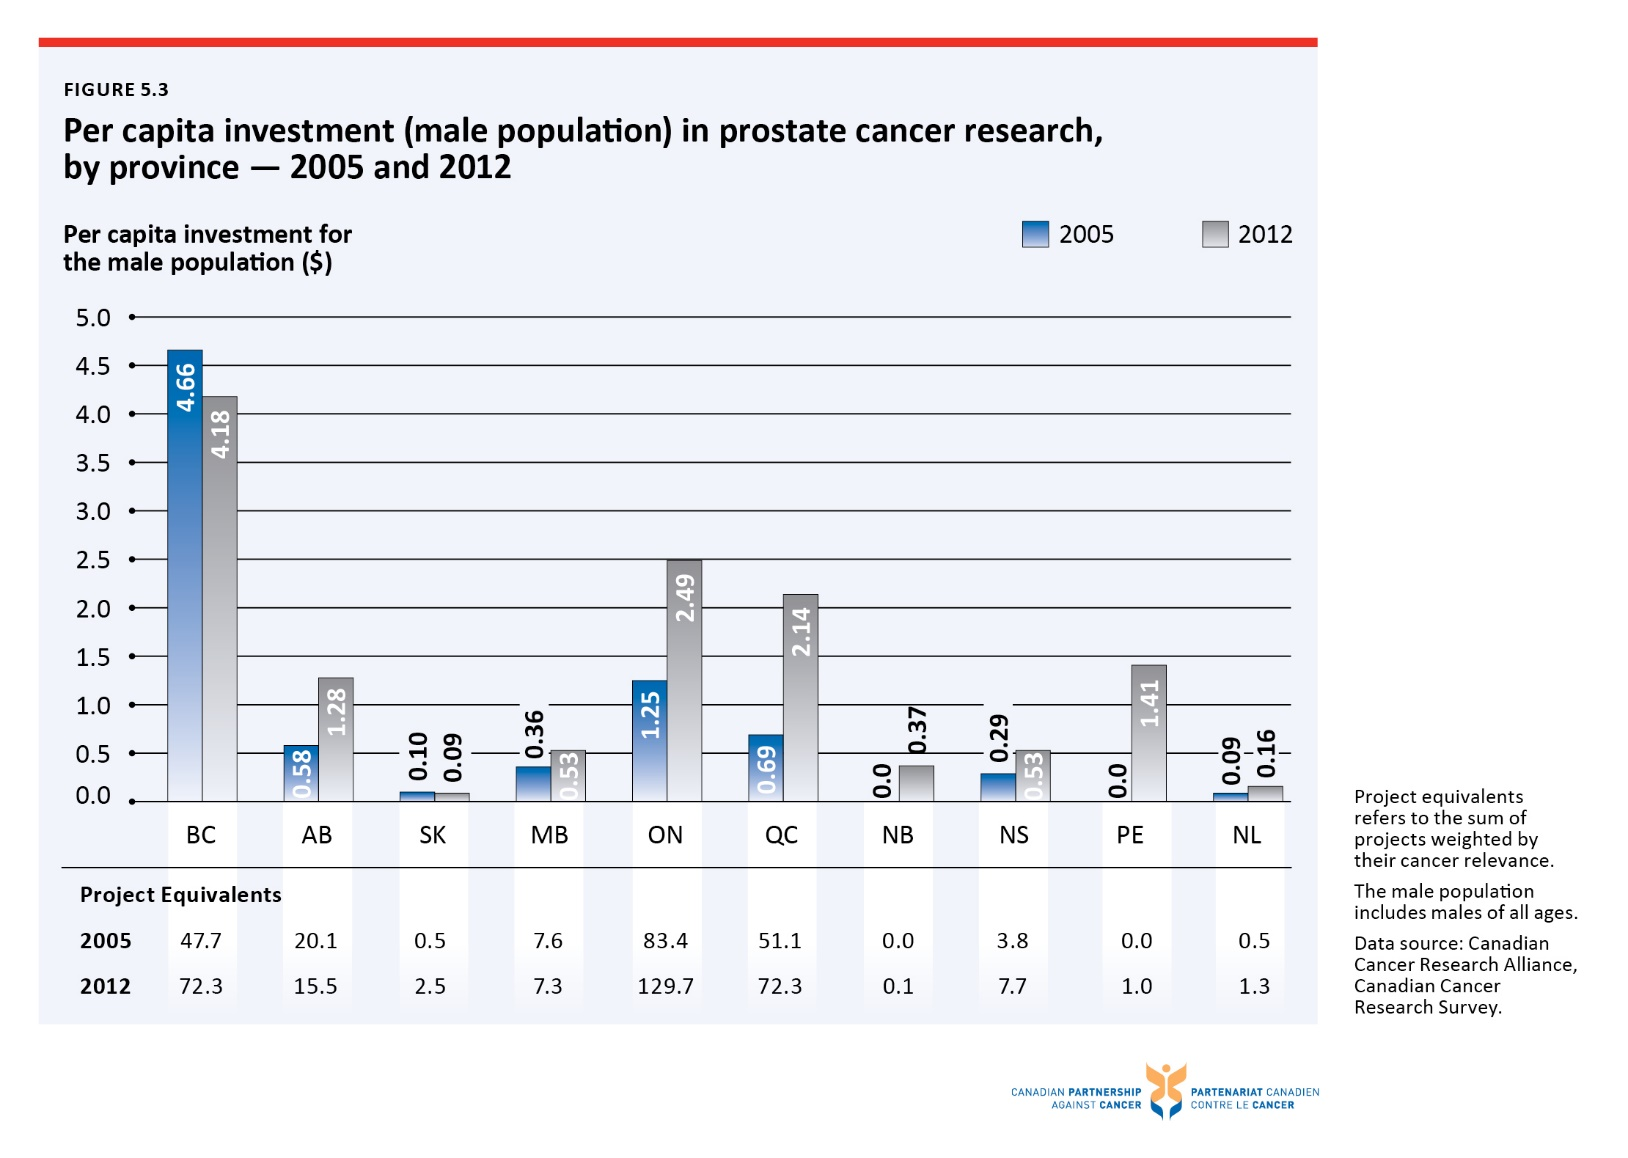 FIGURE 5.3
Per capita investment (male population) in prostate cancer research,
by province — 2005 and 2012
Per capita investment for
the male population ($)
2005 2012
5.0
4.5
4.0
3.5
3.0
2.5
2.0
1.5
1.0
0.5
0.0
4.66 4.18 0.58 1.28 0.10 0.09 0.36 0.53 1.25 2.49 0.69 2.14 0.0 0.37 0.29 0.53 0.0 1.41 0.09 0.16
BC AB SK MB ON QC NB NS PE NL
Project Equivalents
2005 47.7 20.1 0.5 7.6 83.4 51.1 0.0 3.8 0.0 0.5
2012 72.3 15.5 2.5 7.3 129.7 72.3 0.1 7.7 1.0 1.3
Project equivalents
refers to the sum of
projects weighted by
their cancer relevance.
The male population
includes males of all ages.
Data source: Canadian
Cancer Research Alliance,
Canadian Cancer
Research Survey.
CANADIAN PARTNERSHIP
AGAINST CANCER
PARTENARIAT CANADIEN
CONTRE LE CANCER